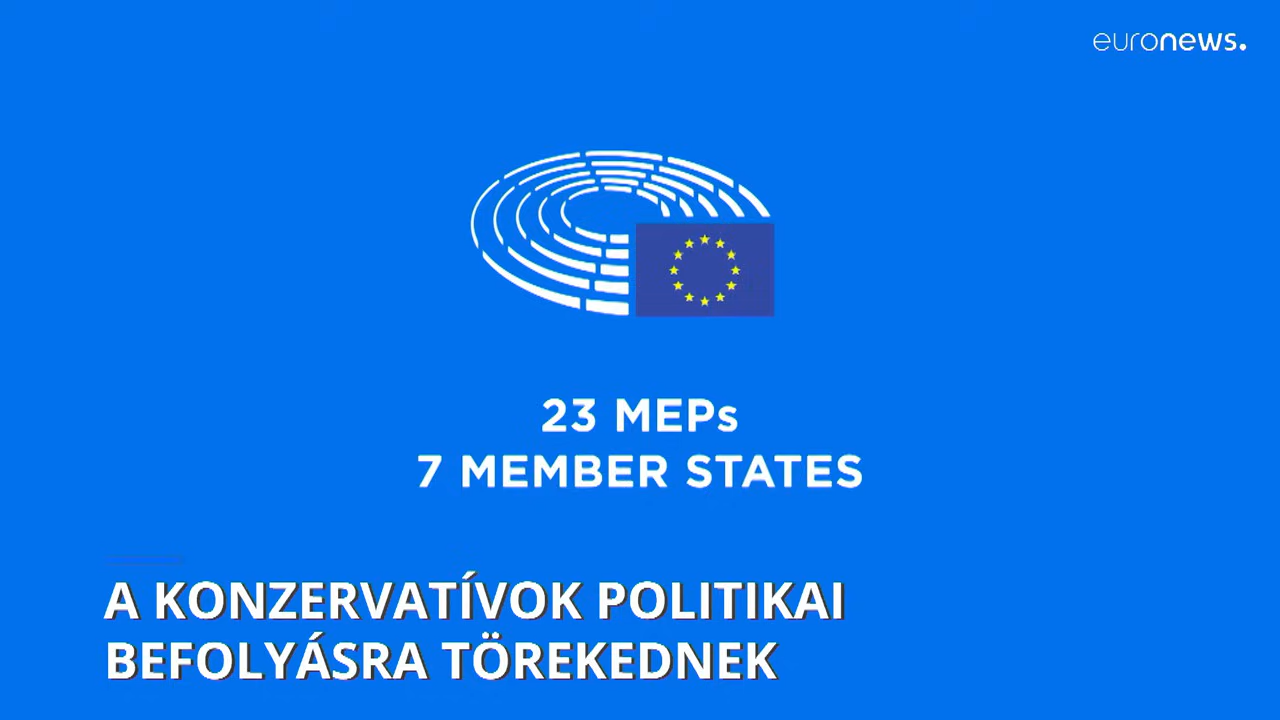 euronews.
23 MEPs
7 MEMBER STATES
A KONZERVATÍVOK POLITIKAI
BEFOLYÁSRA TÖREKEDNEK